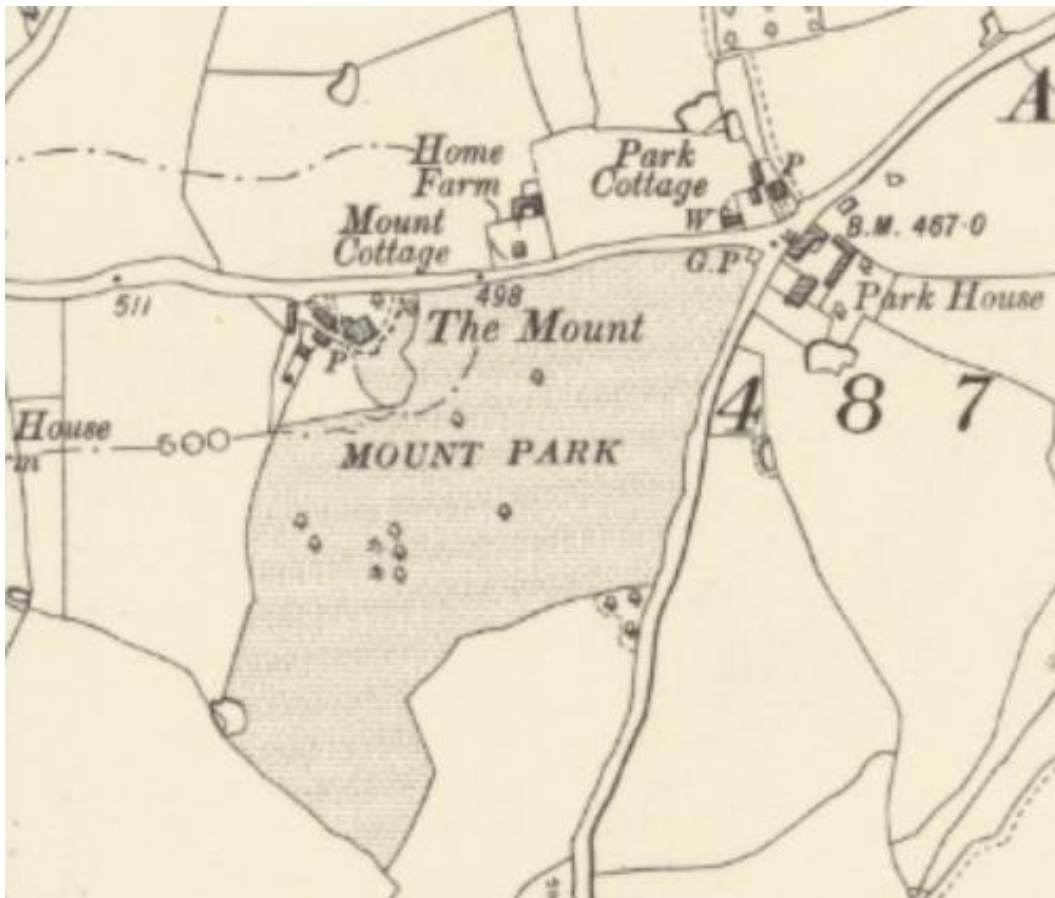 A
Home
Farm
Park
Cottage
P
Mount
Cottage
W
B.M. 467·0
G.P
511
498
The Mount
Park House
P
4 8 7
House
600
MOUNT PARK